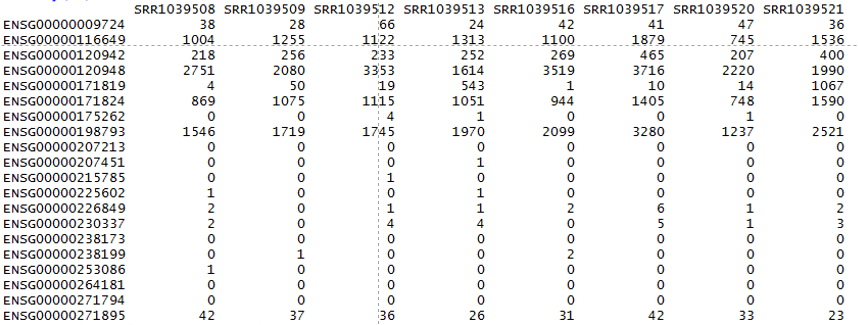 SRR1039508 SRR1039509 SRR1039512 SRR1039513 SRR1039516 SRR1039517 SRR1039520 SRR1039521
ENSG00000009724 38 28 66 24 42 41 47 36
ENSG00000116649 1004 1255 1122 1313 1100 1879 745 1536
ENSG00000120942 218 256 233 252 269 465 207 400
ENSG00000120948 2751 2080 3353 1614 3519 3716 2220 1990
ENSG00000171819 4 50 19 543 1 10 14 1067
ENSG00000171824 869 1075 1115 1051 944 1405 748 1590
ENSG00000175262 0 0 4 1 0 0 1 0
ENSG00000198793 1546 1719 1745 1970 2099 3280 1237 2521
ENSG00000207213 0 0 0 0 0 0 0 0
ENSG00000207451 0 0 0 1 0 0 0 0
ENSG00000215785 0 0 1 0 0 0 0 0
ENSG00000225602 1 0 0 1 0 0 0 0
ENSG00000226849 2 0 1 1 2 6 1 2
ENSG00000230337 2 0 4 4 0 5 1 3
ENSG00000238173 0 0 0 0 0 0 0 0
ENSG00000238199 0 1 0 0 2 0 0 0
ENSG00000253086 1 0 0 0 0 0 0 0
ENSG00000264181 0 0 0 0 0 0 0 0
ENSG00000271794 0 0 0 0 0 0 0 0
ENSG00000271895 42 37 36 26 31 42 33 23